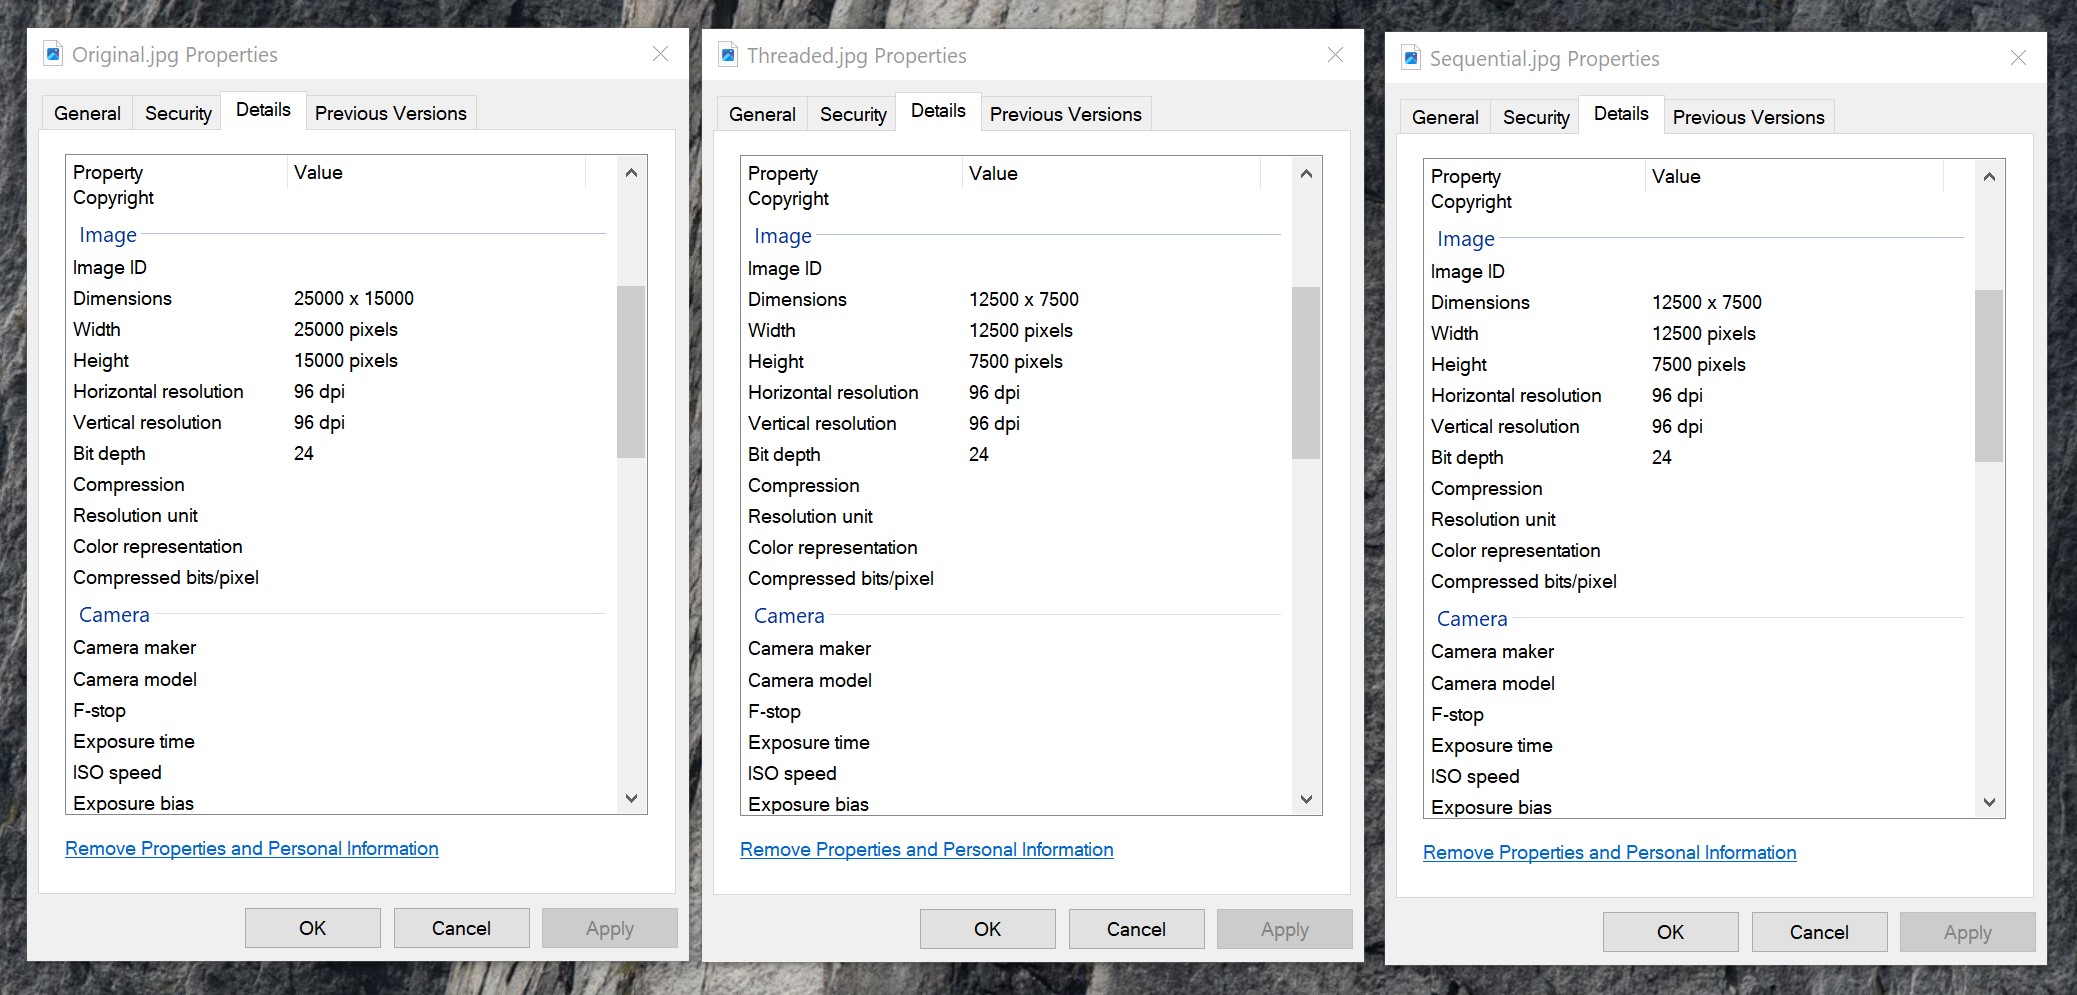 Original.jpg Properties
General Security Details Previous Versions
Property Value
Copyright
Image
Image ID
Dimensions 25000 x 15000
Width 25000 pixels
Height 15000 pixels
Horizontal resolution 96 dpi
Vertical resolution 96 dpi
Bit depth 24
Compression
Resolution unit
Color representation
Compressed bits/pixel
Camera
Camera maker
Camera model
F-stop
Exposure time
ISO speed
Exposure bias
Remove Properties and Personal Information
OK Cancel Apply
Threaded.jpg Properties
General Security Details Previous Versions
Property Value
Copyright
Image
Image ID
Dimensions 12500 x 7500
Width 12500 pixels
Height 7500 pixels
Horizontal resolution 96 dpi
Vertical resolution 96 dpi
Bit depth 24
Compression
Resolution unit
Color representation
Compressed bits/pixel
Camera
Camera maker
Camera model
F-stop
Exposure time
ISO speed
Exposure bias
Remove Properties and Personal Information
OK Cancel Apply
Sequential.jpg Properties
General Security Details Previous Versions
Property Value
Copyright
Image
Image ID
Dimensions 12500 x 7500
Width 12500 pixels
Height 7500 pixels
Horizontal resolution 96 dpi
Vertical resolution 96 dpi
Bit depth 24
Compression
Resolution unit
Color representation
Compressed bits/pixel
Camera
Camera maker
Camera model
F-stop
Exposure time
ISO speed
Exposure bias
Remove Properties and Personal Information
OK Cancel Apply